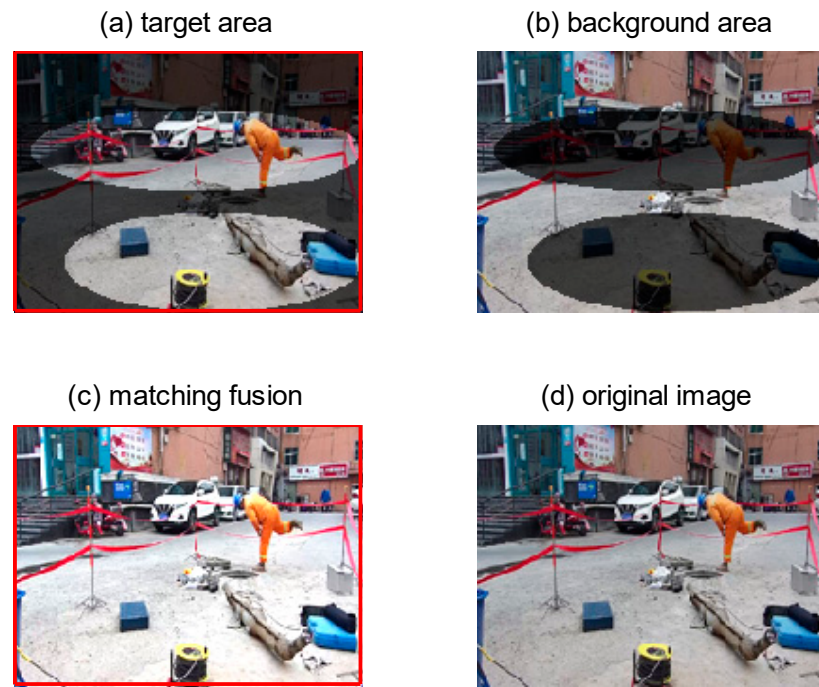 (a) target area
(b) background area
(c) matching fusion
(d) original image